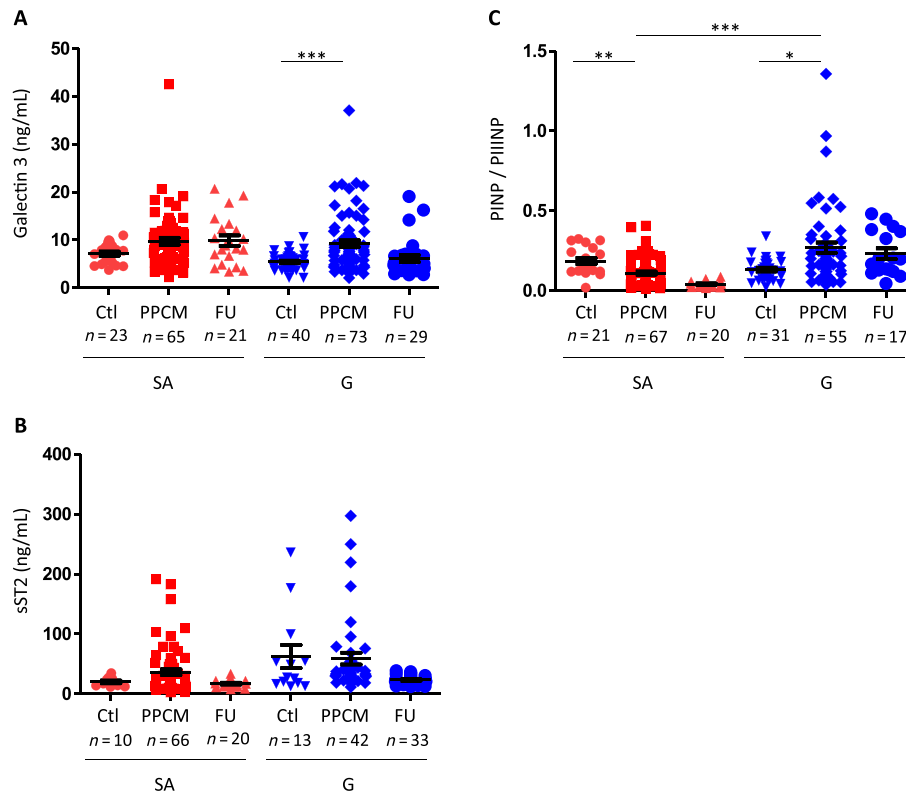 A
Galectin 3 (ng/mL)
50
40
30
20
10
0
***
Ctl PPCM FU Ctl PPCM FU
n = 23 n = 65 n = 21 n = 40 n = 73 n = 29
SA G
C
PINP / PIIINP
1.5
1.0
0.5
0.0
***
** *
Ctl PPCM FU Ctl PPCM FU
n = 21 n = 67 n = 20 n = 31 n = 55 n = 17
SA G
B
sST2 (ng/mL)
400
300
200
100
0
Ctl PPCM FU Ctl PPCM FU
n = 10 n = 66 n = 20 n = 13 n = 42 n = 33
SA G